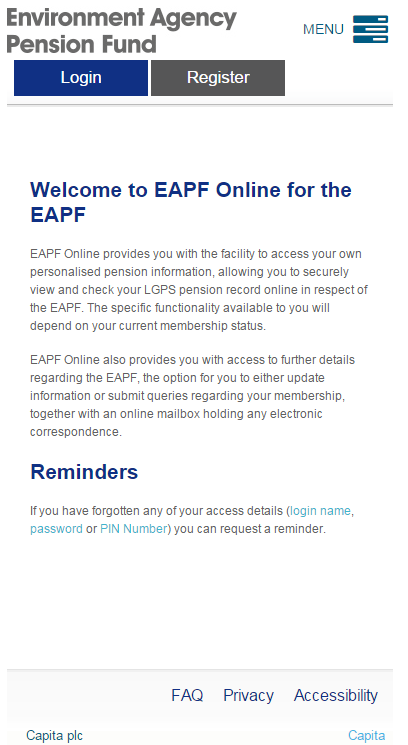 Environment Agency
Pension Fund
MENU
Login
Register
Welcome to EAPF Online for the
EAPF
EAPF Online provides you with the facility to access your own
personalised pension information, allowing you to securely
view and check your LGPS pension record online in respect of
the EAPF. The specific functionality available to you will
depend on your current membership status.
EAPF Online also provides you with access to further details
regarding the EAPF, the option for you to either update
information or submit queries regarding your membership,
together with an online mailbox holding any electronic
correspondence.
Reminders
If you have forgotten any of your access details (login name,
password or PIN Number) you can request a reminder.
FAQ Privacy Accessibility
Capita plc
Capita